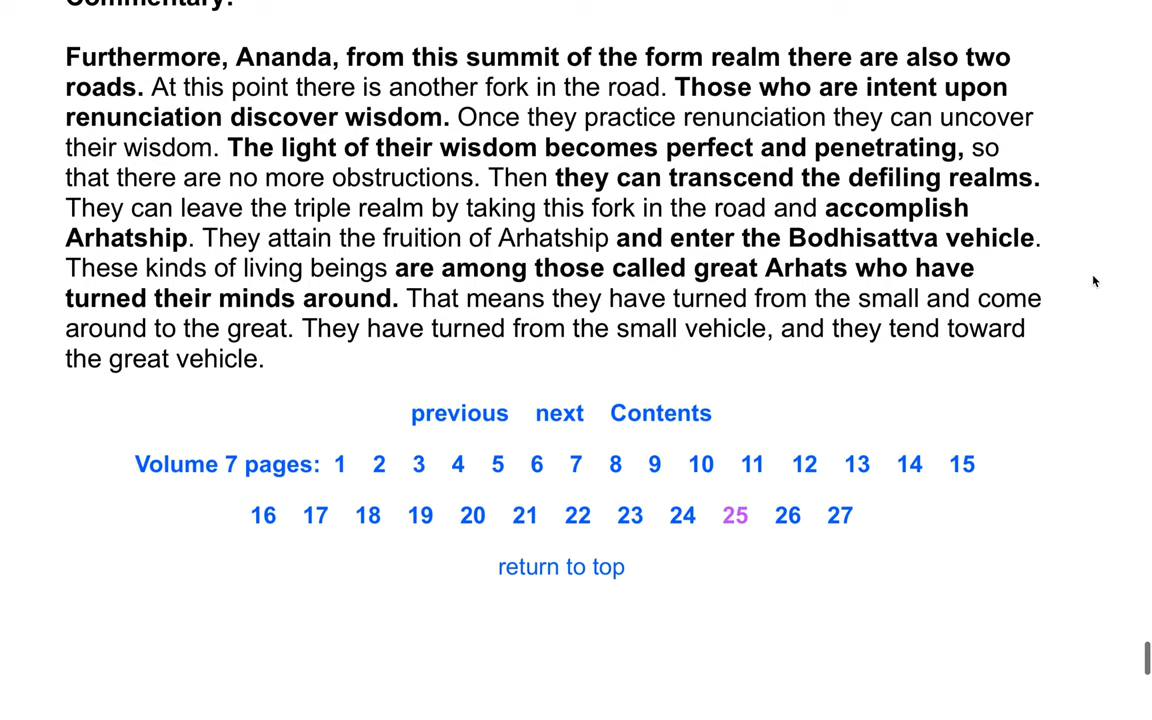 Commentary:
Furthermore, Ananda, from this summit of the form realm there are also two
roads. At this point there is another fork in the road. Those who are intent upon
renunciation discover wisdom. Once they practice renunciation they can uncover
their wisdom. The light of their wisdom becomes perfect and penetrating, so
that there are no more obstructions. Then they can transcend the defiling realms.
They can leave the triple realm by taking this fork in the road and accomplish
Arhatship. They attain the fruition of Arhatship and enter the Bodhisattva vehicle.
These kinds of living beings are among those called great Arhats who have
turned their minds around. That means they have turned from the small and come
around to the great. They have turned from the small vehicle, and they tend toward
the great vehicle.
previous next Contents
Volume 7 pages: 1 2 3 4 5 6 7 8 9 10 11 12 13 14 15
16 17 18 19 20 21 22 23 24 25 26 27
return to top